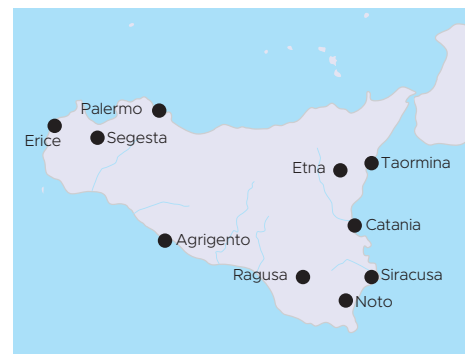 Palermo
Erice
Segesta
Etna
Taormina
Catania
Agrigento
Ragusa
Siracusa
Noto